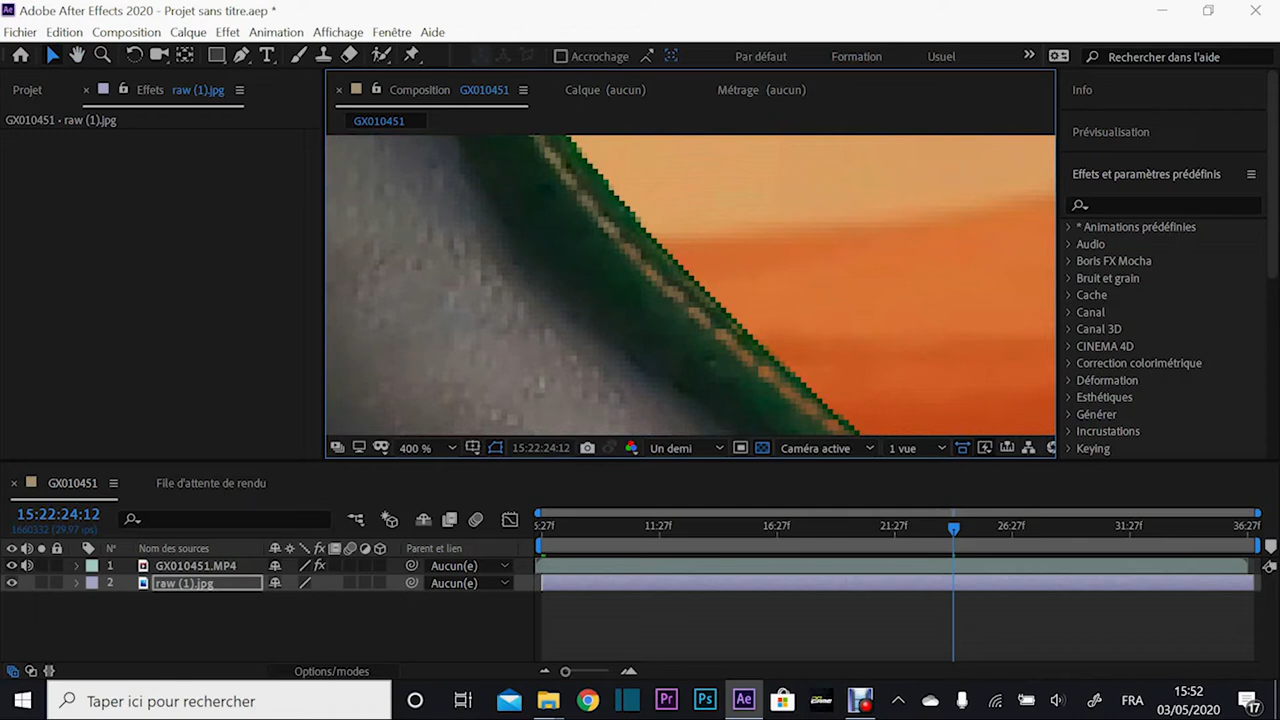 Adobe After Effects 2020 - Projet sans titre.aep *
Fichier Edition Composition Calque Effet Animation Affichage Fenêtre Aide
Accrochage Par défaut Formation Usuel Rechercher dans l'aide
Projet Effets raw (1).jpg Composition GX010451 Calque (aucun) Métrage (aucun) Info
GX010451 • raw (1).jpg GX010451
Prévisualisation
Effets et paramètres prédéfinis
* Animations prédéfinies
Audio
Boris FX Mocha
Bruit et grain
Cache
Canal
Canal 3D
CINEMA 4D
Correction colorimétrique
Déformation
Esthétiques
Générer
Incrustations
Keying
400 % 15:22:24:12 Un demi Caméra active 1 vue
GX010451 File d'attente de rendu
15:22:24:12
1660332 (29.97 ips)
5:27f 11:27f 16:27f 21:27f 26:27f 31:27f 36:27f
N° Nom des sources Parent et lien
1 GX010451.MP4 Aucun(e)
2 raw (1).jpg Aucun(e)
Options/modes
Taper ici pour rechercher Pr Ps Ae FRA 15:52
03/05/2020 17